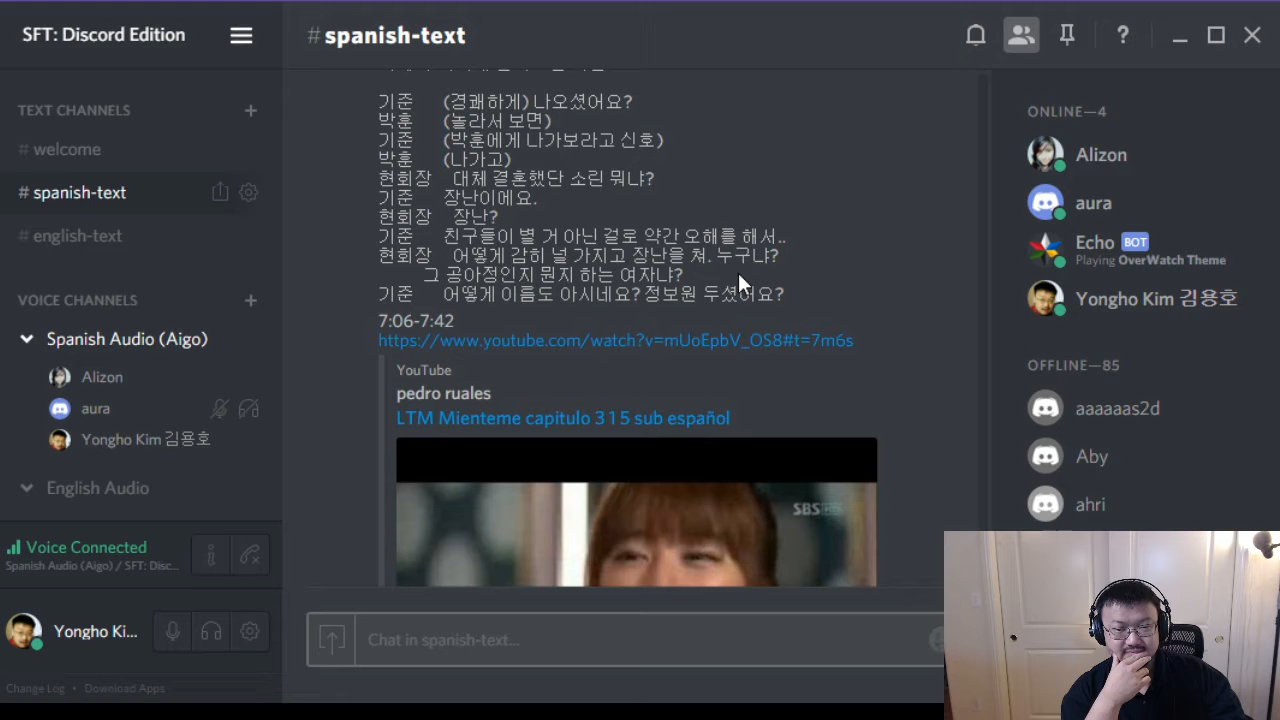 SFT: Discord Edition
#spanish-text
TEXT CHANNELS
# welcome
# spanish-text
# english-text
VOICE CHANNELS
Spanish Audio (Aigo)
Alizon
aura
Yongho Kim 김용호
English Audio
Voice Connected
Spanish Audio (Aigo) / SFT: Disc...
Yongho Ki...
Change Log • Download Apps
기준 (경쾌하게) 나오셨어요?
박훈 (놀라서 보면)
기준 (박훈에게 나가보라고 신호)
박훈 (나가고)
현회장 대체 결혼했단 소린 뭐냐?
기준 장난이에요.
현회장 장난?
기준 친구들이 별 거 아닌 걸로 약간 오해를 해서..
현회장 어떻게 감히 널 가지고 장난을 쳐. 누구냐?
그 공아정인지 뭔지 하는 여자냐?
기준 어떻게 이름도 아시네요? 정보원 두셨어요?
7:06-7:42
https://www.youtube.com/watch?v=mUoEpbV_OS8#t=7m6s
YouTube
pedro ruales
LTM Mienteme capitulo 3 1 5 sub español
SBS
Chat in spanish-text...
ONLINE—4
Alizon
aura
Echo BOT
Playing OverWatch Theme
Yongho Kim 김용호
OFFLINE—85
aaaaaas2d
Aby
ahri